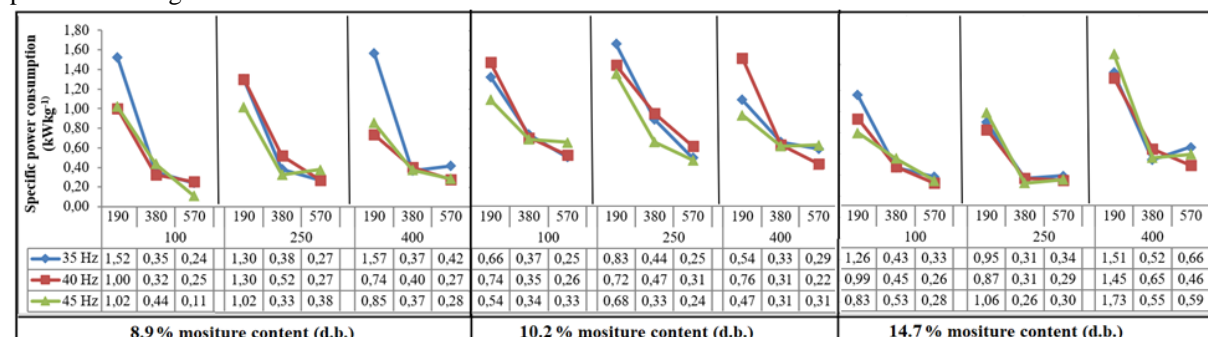 Specific power consumption
(kWkg⁻¹)
1,80
1,60
1,40
1,20
1,00
0,80
0,60
0,40
0,20
0,00
190 380 570 190 380 570 190 380 570 190 380 570 190 380 570 190 380 570 190 380 570 190 380 570 190 380 570
100 250 400 100 250 400 100 250 400
35 Hz 1,52 0,35 0,24 1,30 0,38 0,27 1,57 0,37 0,42 0,66 0,37 0,25 0,83 0,44 0,25 0,54 0,33 0,29 1,26 0,43 0,33 0,95 0,31 0,34 1,51 0,52 0,66
40 Hz 1,00 0,32 0,25 1,30 0,52 0,27 0,74 0,40 0,27 0,74 0,35 0,26 0,72 0,47 0,31 0,76 0,31 0,22 0,99 0,45 0,26 0,87 0,31 0,29 1,45 0,65 0,46
45 Hz 1,02 0,44 0,11 1,02 0,33 0,38 0,85 0,37 0,28 0,54 0,34 0,33 0,68 0,33 0,24 0,47 0,31 0,31 0,83 0,53 0,28 1,06 0,26 0,30 1,73 0,55 0,59
8.9% mositure content (d.b.) 10.2% mositure content (d.b.) 14.7% mositure content (d.b.)